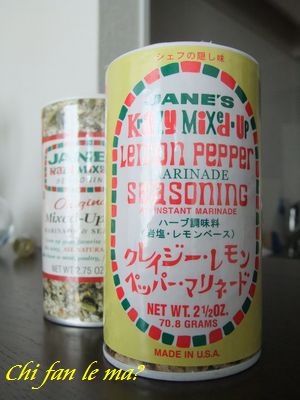 シェフの隠し味
JANE'S
Krazy Mixed-Up
Lemon Pepper
MARINADE
SEASONING
AN INSTANT MARINADE
ハーブ調味料
(岩塩・レモンベース)
クレイジー・レモン
ペッパー・マリネード
NET WT. 2½OZ.
70.8 GRAMS
MADE IN U.S.A.
JANE'S
Krazy Mixed
Original
Mixed-Up
MARINADE &
NET WT 2.75 OZ
Chi fan le ma?